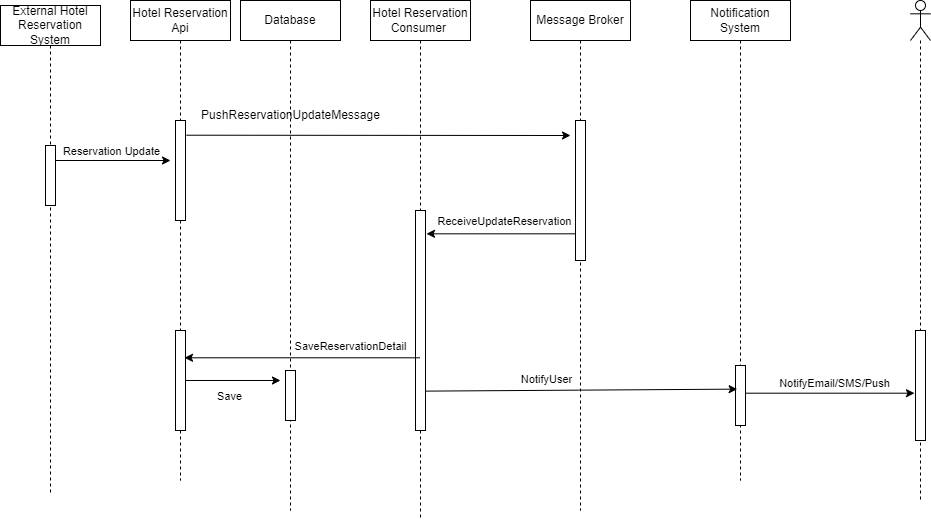 External Hotel
Reservation
System
Hotel Reservation
Api
Database
Hotel Reservation
Consumer
Message Broker
Notification
System
PushReservationUpdateMessage
Reservation Update
ReceiveUpdateReservation
SaveReservationDetail
Save
NotifyUser
NotifyEmail/SMS/Push